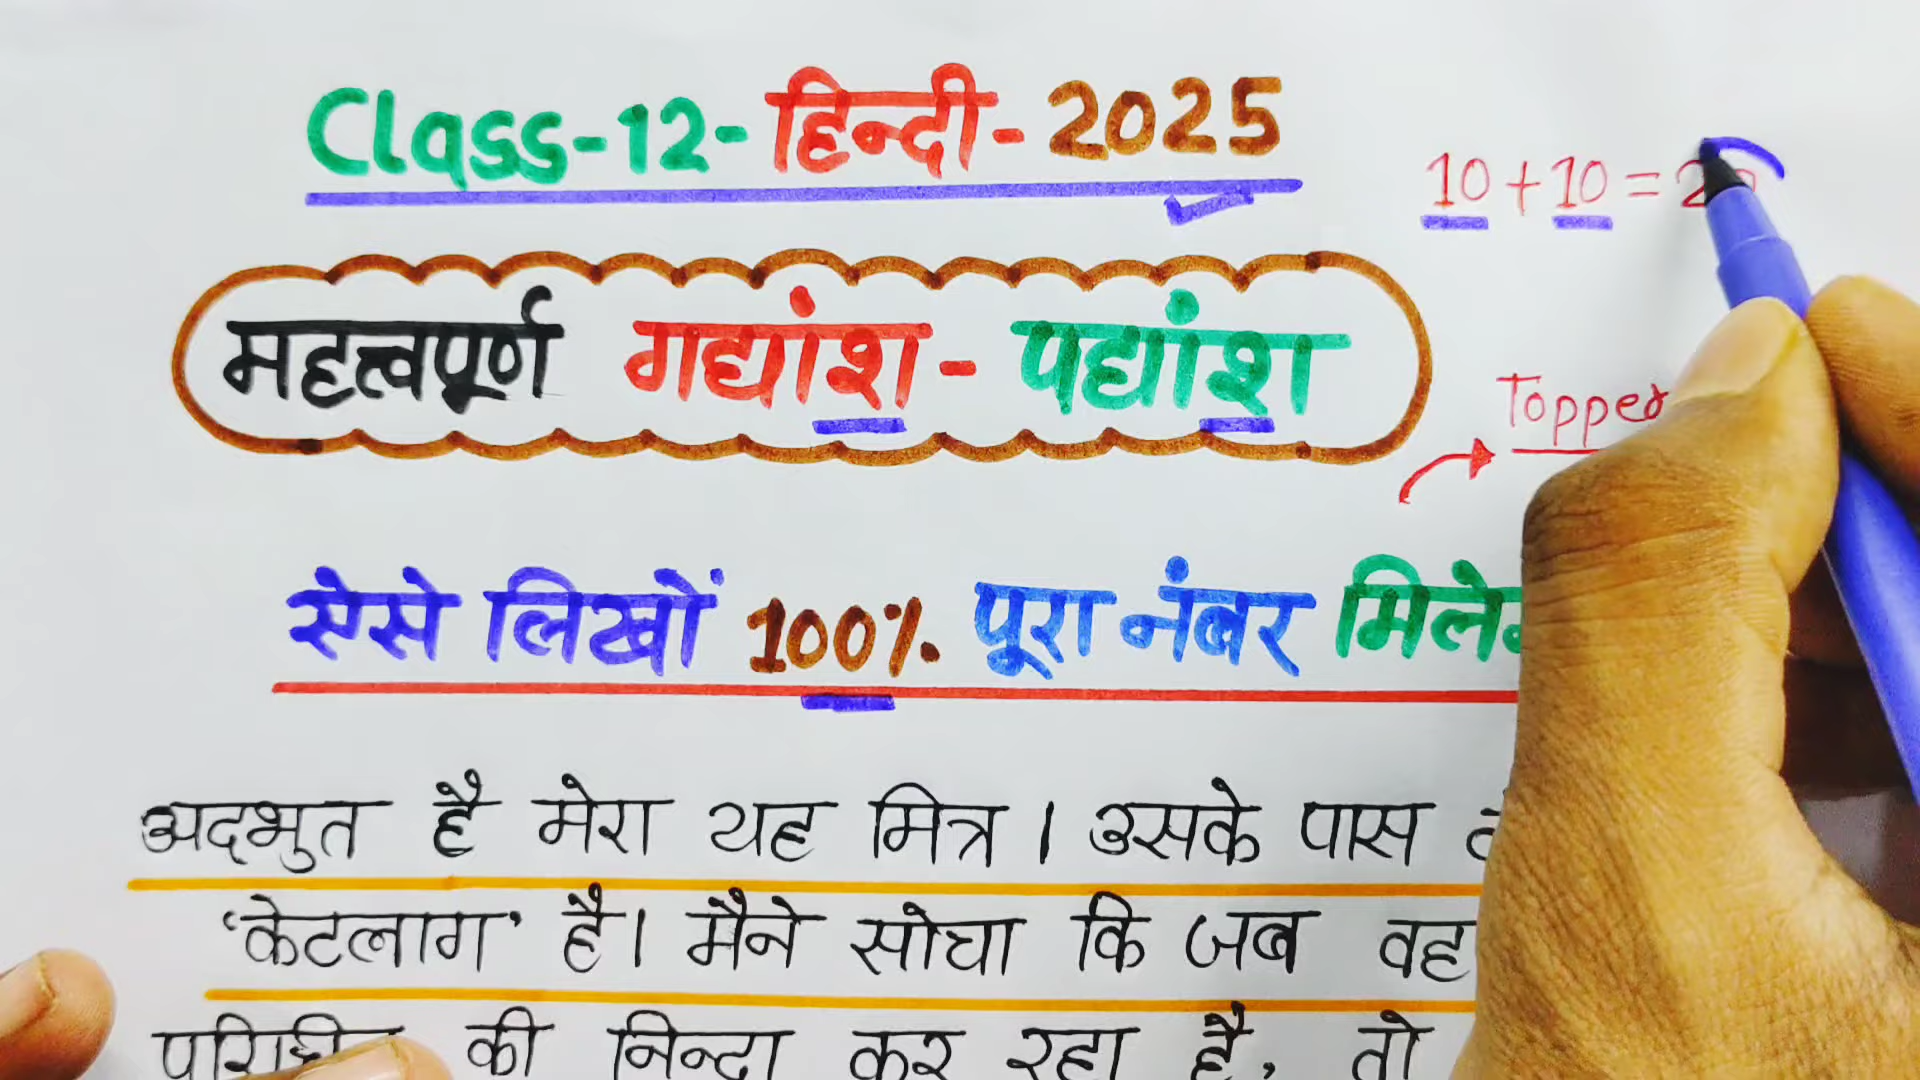 Class-12-हिन्दी-2025
10+10=
महत्त्वपूर्ण गद्यांश-पद्यांश
Topper
ऐसे लिखों 100% पूरा नंबर
अदभुत है मेरा यह मित्र । उसके पास
'केटलाग' है। मैने सोचा कि जब वह
की निन्दा कर रहा है, तो